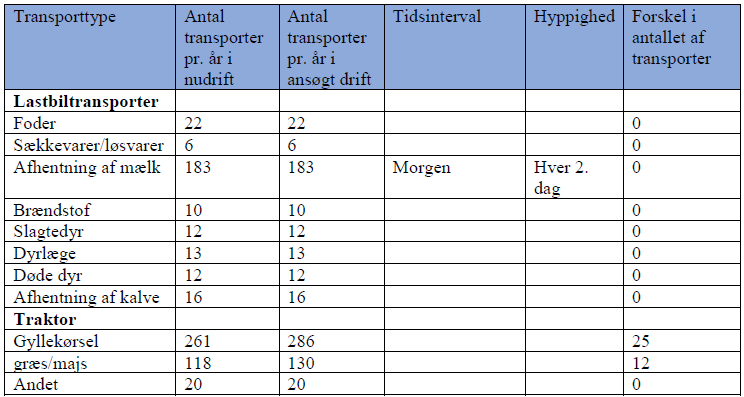 Transporttype Antal transporter pr. år i nudrift Antal transporter pr. år i ansøgt drift Tidsinterval Hyppighed Forskel i antallet af transporter
Lastbiltransporter
Foder 22 22 0
Sækkevarer/løsvarer 6 6 0
Afhentning af mælk 183 183 Morgen Hver 2. dag 0
Brændstof 10 10 0
Slagtedyr 12 12 0
Dyrlæge 13 13 0
Døde dyr 12 12 0
Afhentning af kalve 16 16 0
Traktor
Gyllekørsel 261 286 25
græs/majs 118 130 12
Andet 20 20 0